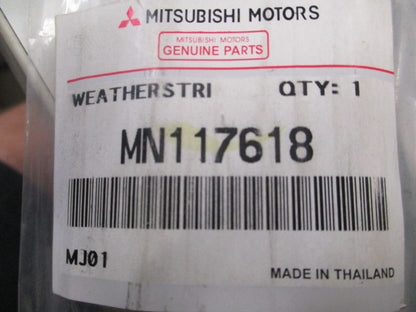 MITSUBISHI MOTORS
MITSUBISHI MOTORS
GENUINE PARTS
WEATHERSTRI QTY: 1
MN117618
MJ01
MADE IN THAILAND